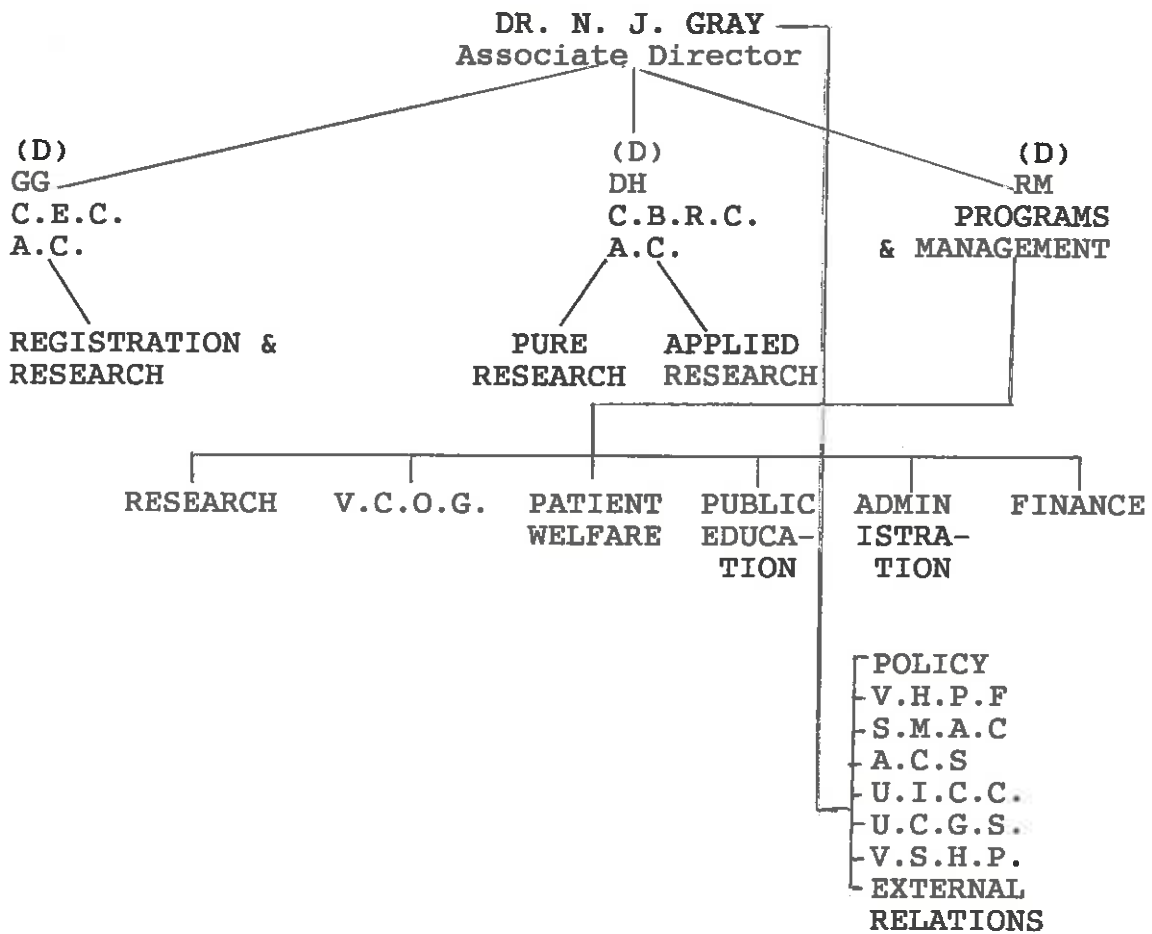 DR. N. J. GRAY
Associate Director
(D)
GG
C.E.C.
A.C.
REGISTRATION &
RESEARCH
(D)
DH
C.B.R.C.
A.C.
PURE
RESEARCH
APPLIED
RESEARCH
(D)
RM
PROGRAMS
& MANAGEMENT
RESEARCH
V.C.O.G.
PATIENT
WELFARE
PUBLIC
EDUCA-
TION
ADMIN
ISTRA-
TION
FINANCE
POLICY
V.H.P.F
S.M.A.C
A.C.S
U.I.C.C.
U.C.G.S.
V.S.H.P.
EXTERNAL
RELATIONS